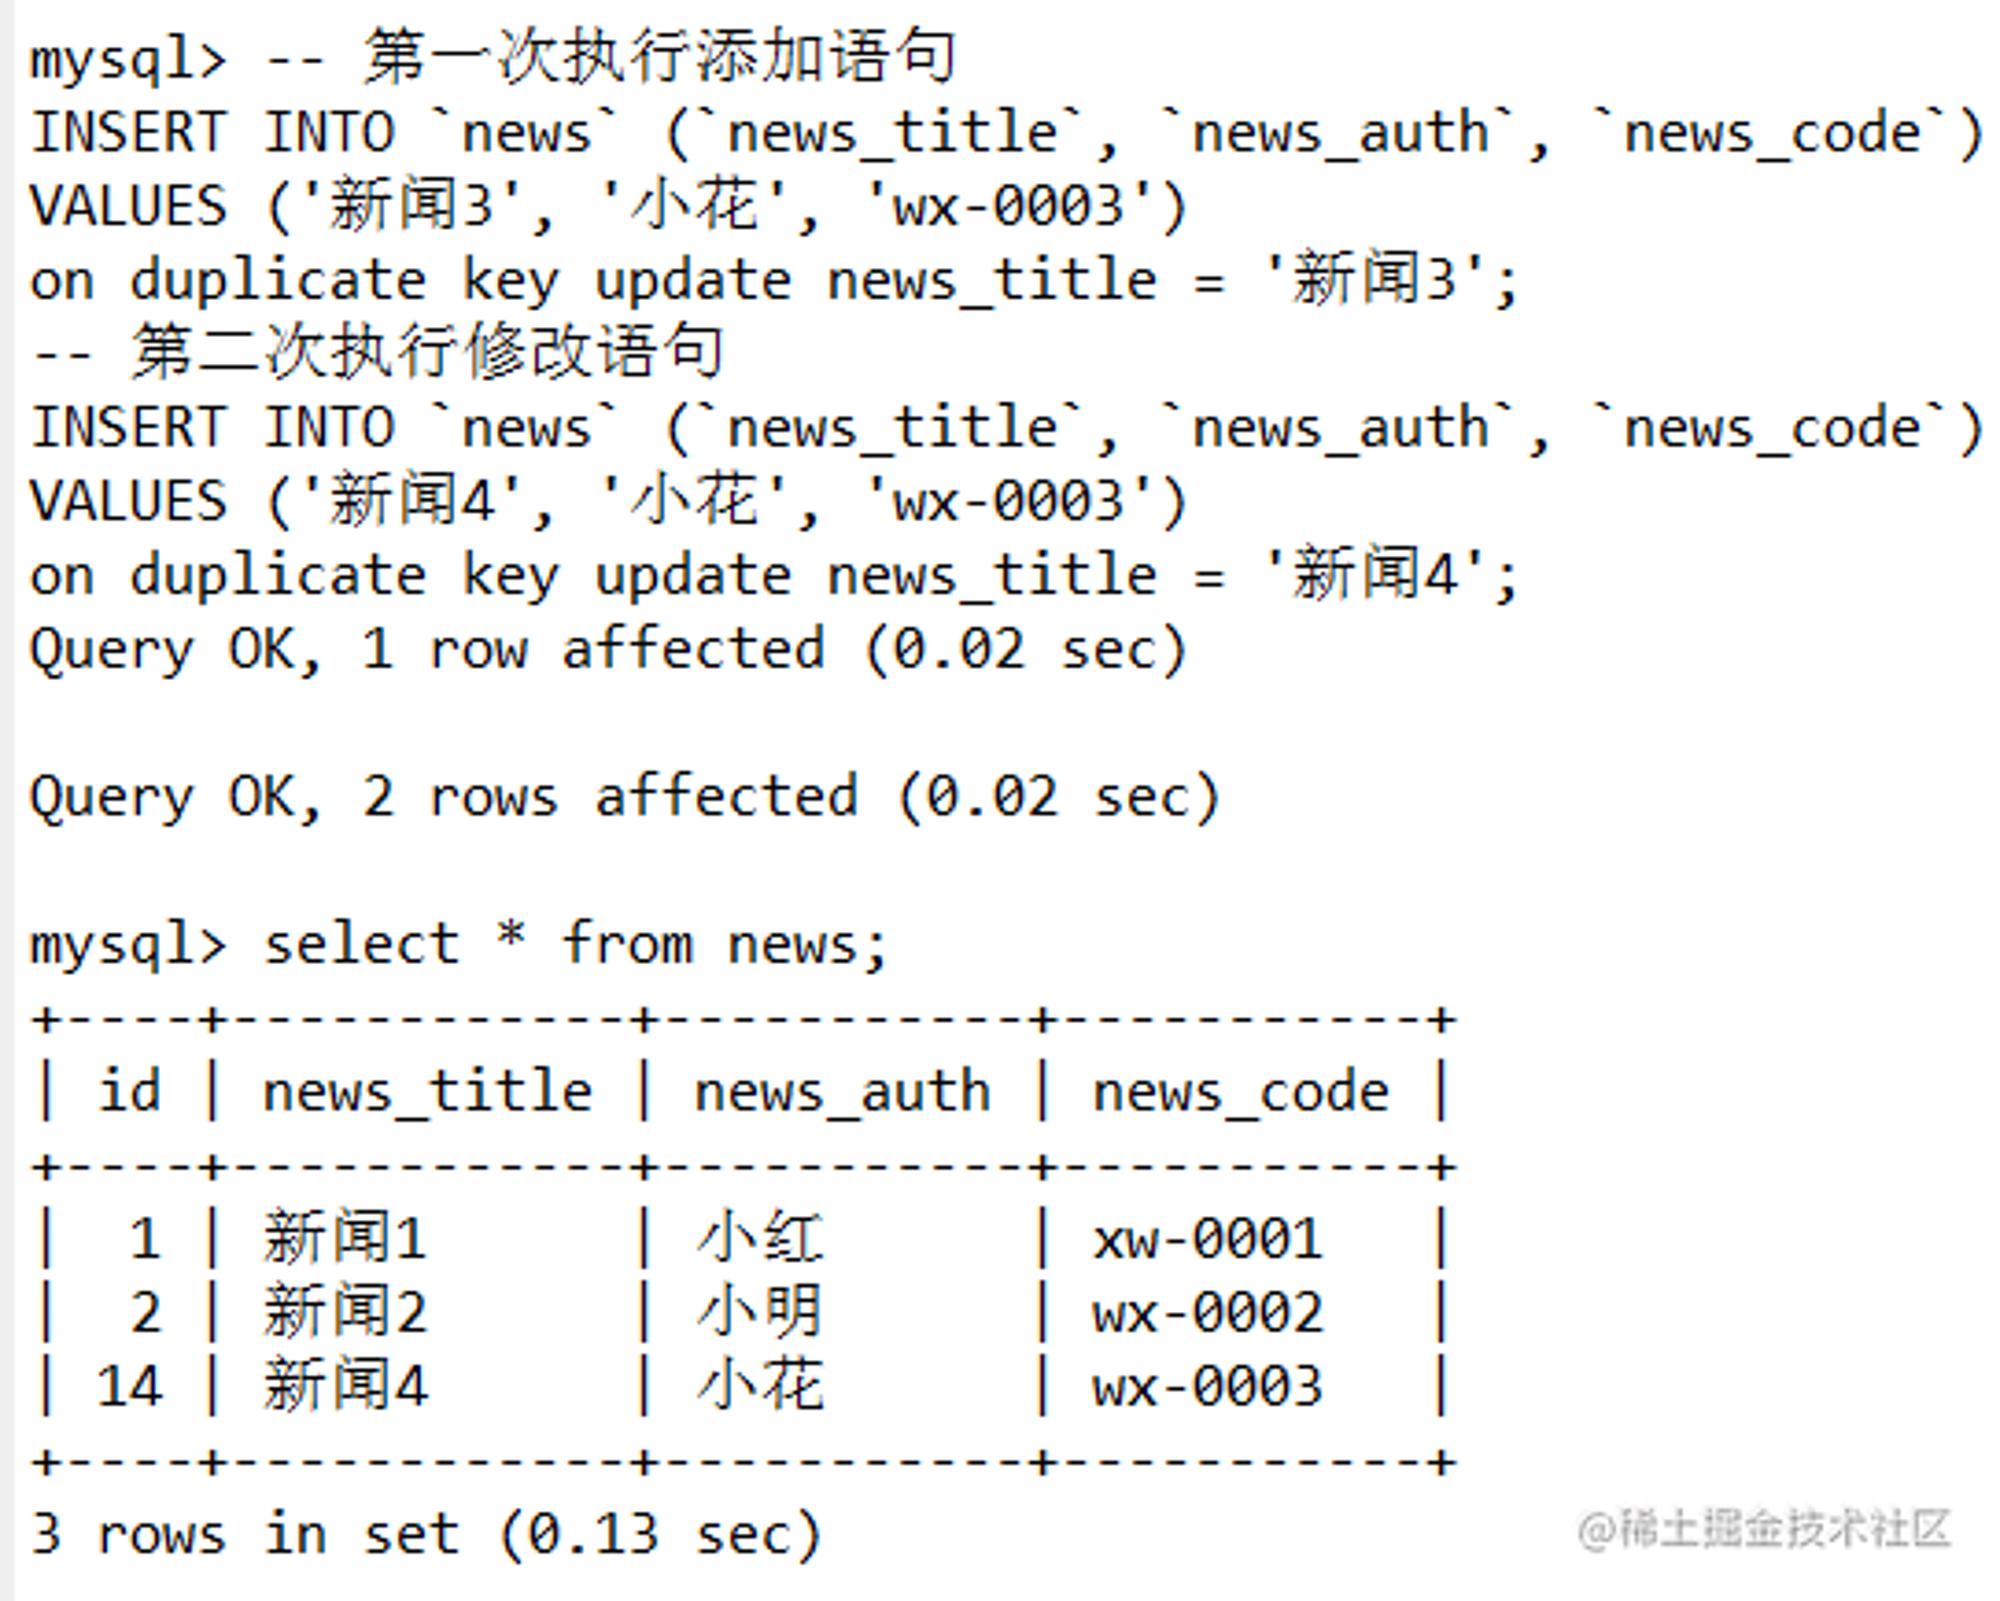 mysql> -- 第一次执行添加语句
INSERT INTO `news` (`news_title`, `news_auth`, `news_code`)
VALUES ('新闻3', '小花', 'wx-0003')
on duplicate key update news_title = '新闻3';
-- 第二次执行修改语句
INSERT INTO `news` (`news_title`, `news_auth`, `news_code`)
VALUES ('新闻4', '小花', 'wx-0003')
on duplicate key update news_title = '新闻4';
Query OK, 1 row affected (0.02 sec)
Query OK, 2 rows affected (0.02 sec)
mysql> select * from news;
+----+------------+-----------+-----------+
| id | news_title | news_auth | news_code |
+----+------------+-----------+-----------+
|  1 | 新闻1      | 小红      | xw-0001   |
|  2 | 新闻2      | 小明      | wx-0002   |
| 14 | 新闻4      | 小花      | wx-0003   |
+----+------------+-----------+-----------+
3 rows in set (0.13 sec)
@稀土掘金技术社区